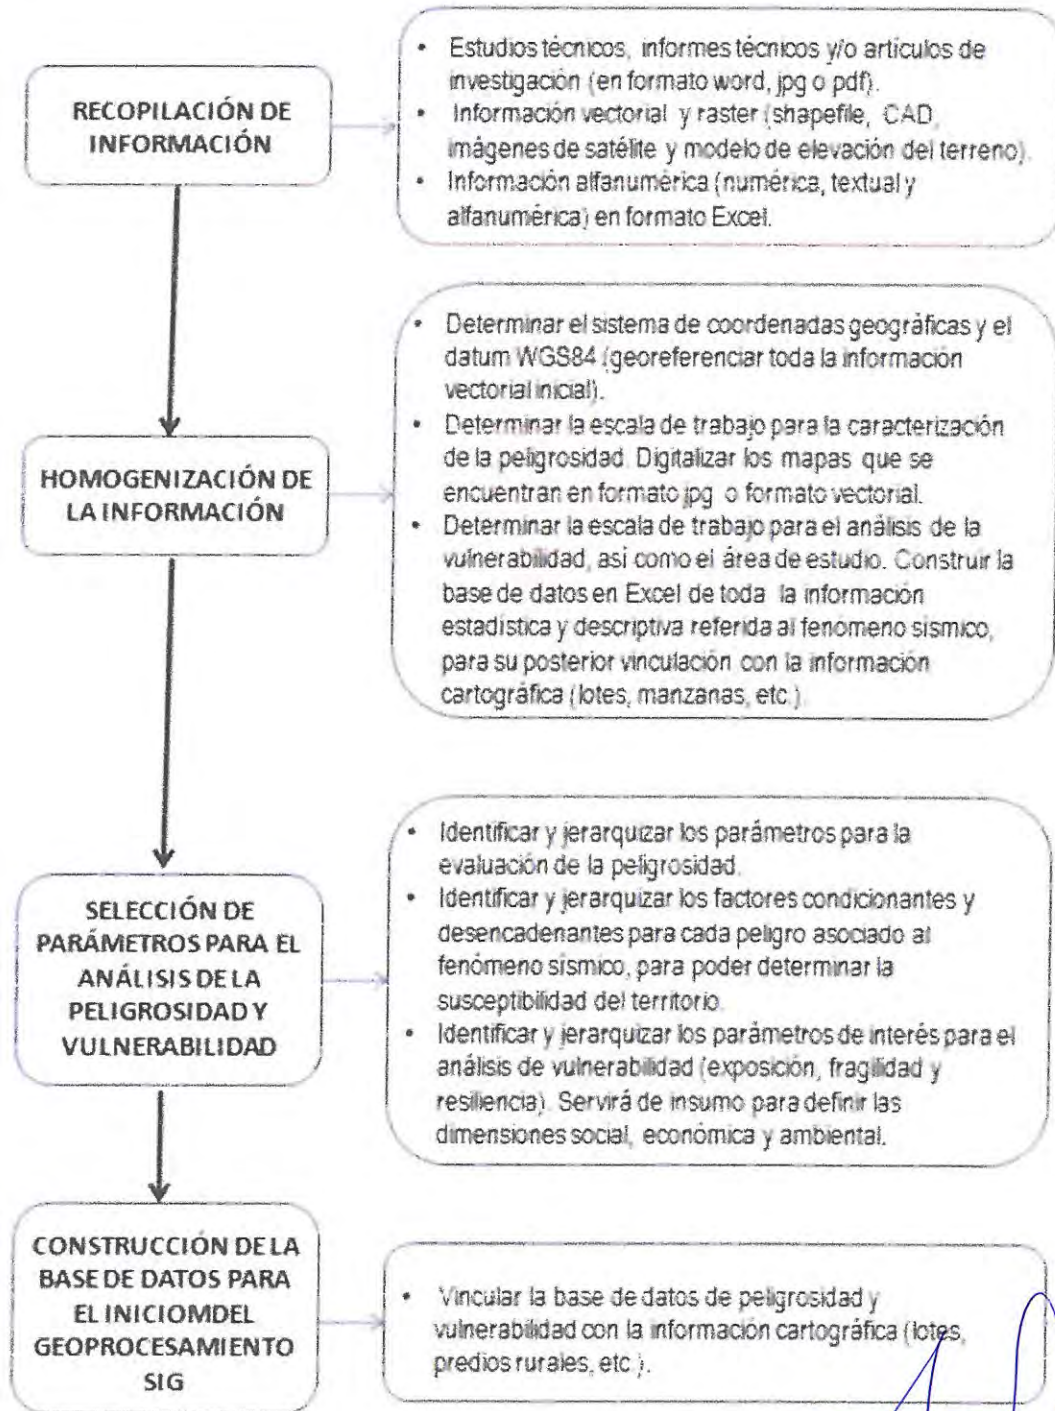 RECOPILACIÓN DE
INFORMACIÓN
• Estudios técnicos, informes técnicos y/o artículos de
investigación (en formato word, jpg o pdf).
• Información vectorial y raster (shapefile, CAD,
imágenes de satélite y modelo de elevación del terreno).
• Información alfanumérica (numérica, textual y
alfanumérica) en formato Excel.
HOMOGENIZACIÓN DE
LA INFORMACIÓN
• Determinar el sistema de coordenadas geográficas y el
datum WGS84 (georeferenciar toda la información
vectorial inicial).
• Determinar la escala de trabajo para la caracterización
de la peligrosidad. Digitalizar los mapas que se
encuentran en formato jpg o formato vectorial.
• Determinar la escala de trabajo para el análisis de la
vulnerabilidad, así como el área de estudio. Construir la
base de datos en Excel de toda la información
estadística y descriptiva referida al fenómeno sísmico,
para su posterior vinculación con la información
cartográfica (lotes, manzanas, etc.).
SELECCIÓN DE
PARÁMETROS PARA EL
ANÁLISIS DE LA
PELIGROSIDAD Y
VULNERABILIDAD
• Identificar y jerarquizar los parámetros para la
evaluación de la peligrosidad.
• Identificar y jerarquizar los factores condicionantes y
desencadenantes para cada peligro asociado al
fenómeno sísmico, para poder determinar la
susceptibilidad del territorio.
• Identificar y jerarquizar los parámetros de interés para el
análisis de vulnerabilidad (exposición, fragilidad y
resiliencia). Servirá de insumo para definir las
dimensiones social, económica y ambiental.
CONSTRUCCIÓN DE LA
BASE DE DATOS PARA
EL INICIOMDEL
GEOPROCESAMIENTO
SIG
• Vincular la base de datos de peligrosidad y
vulnerabilidad con la información cartográfica (lotes,
predios rurales, etc.).